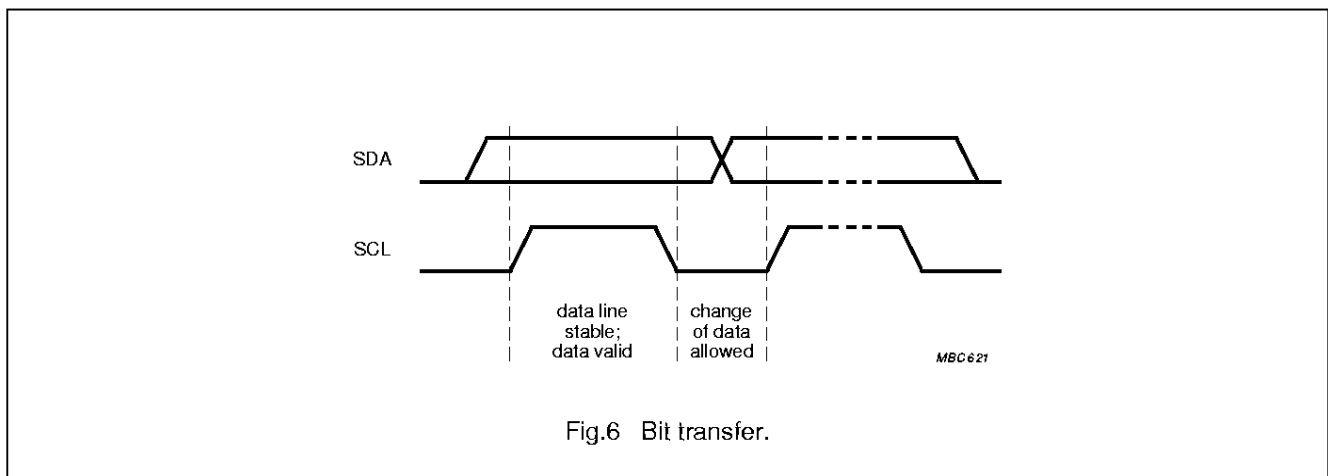 SDA
SCL
data line
stable;
data valid
change
of data
allowed
MBC621
Fig.6 Bit transfer.